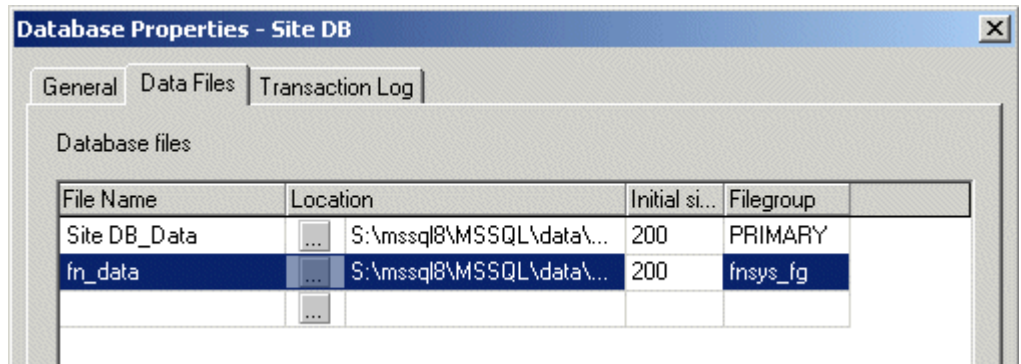 Database Properties - Site DB
General Data Files Transaction Log
Database files
File Name Location Initial si... Filegroup
Site DB_Data ... S:\mssql8\MSSQL\data\... 200 PRIMARY
fn_data ... S:\mssql8\MSSQL\data\... 200 fnsys_fg
...